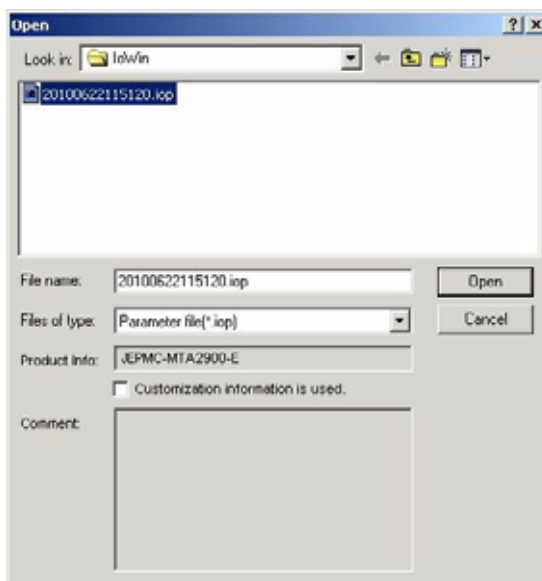 Open
Look in: IoWin
20100622115120.iop
File name: 20100622115120.iop Open
Files of type: Parameter file(*.iop) Cancel
Product Info: JEPMC-MTA2900-E
Customization information is used.
Comment: